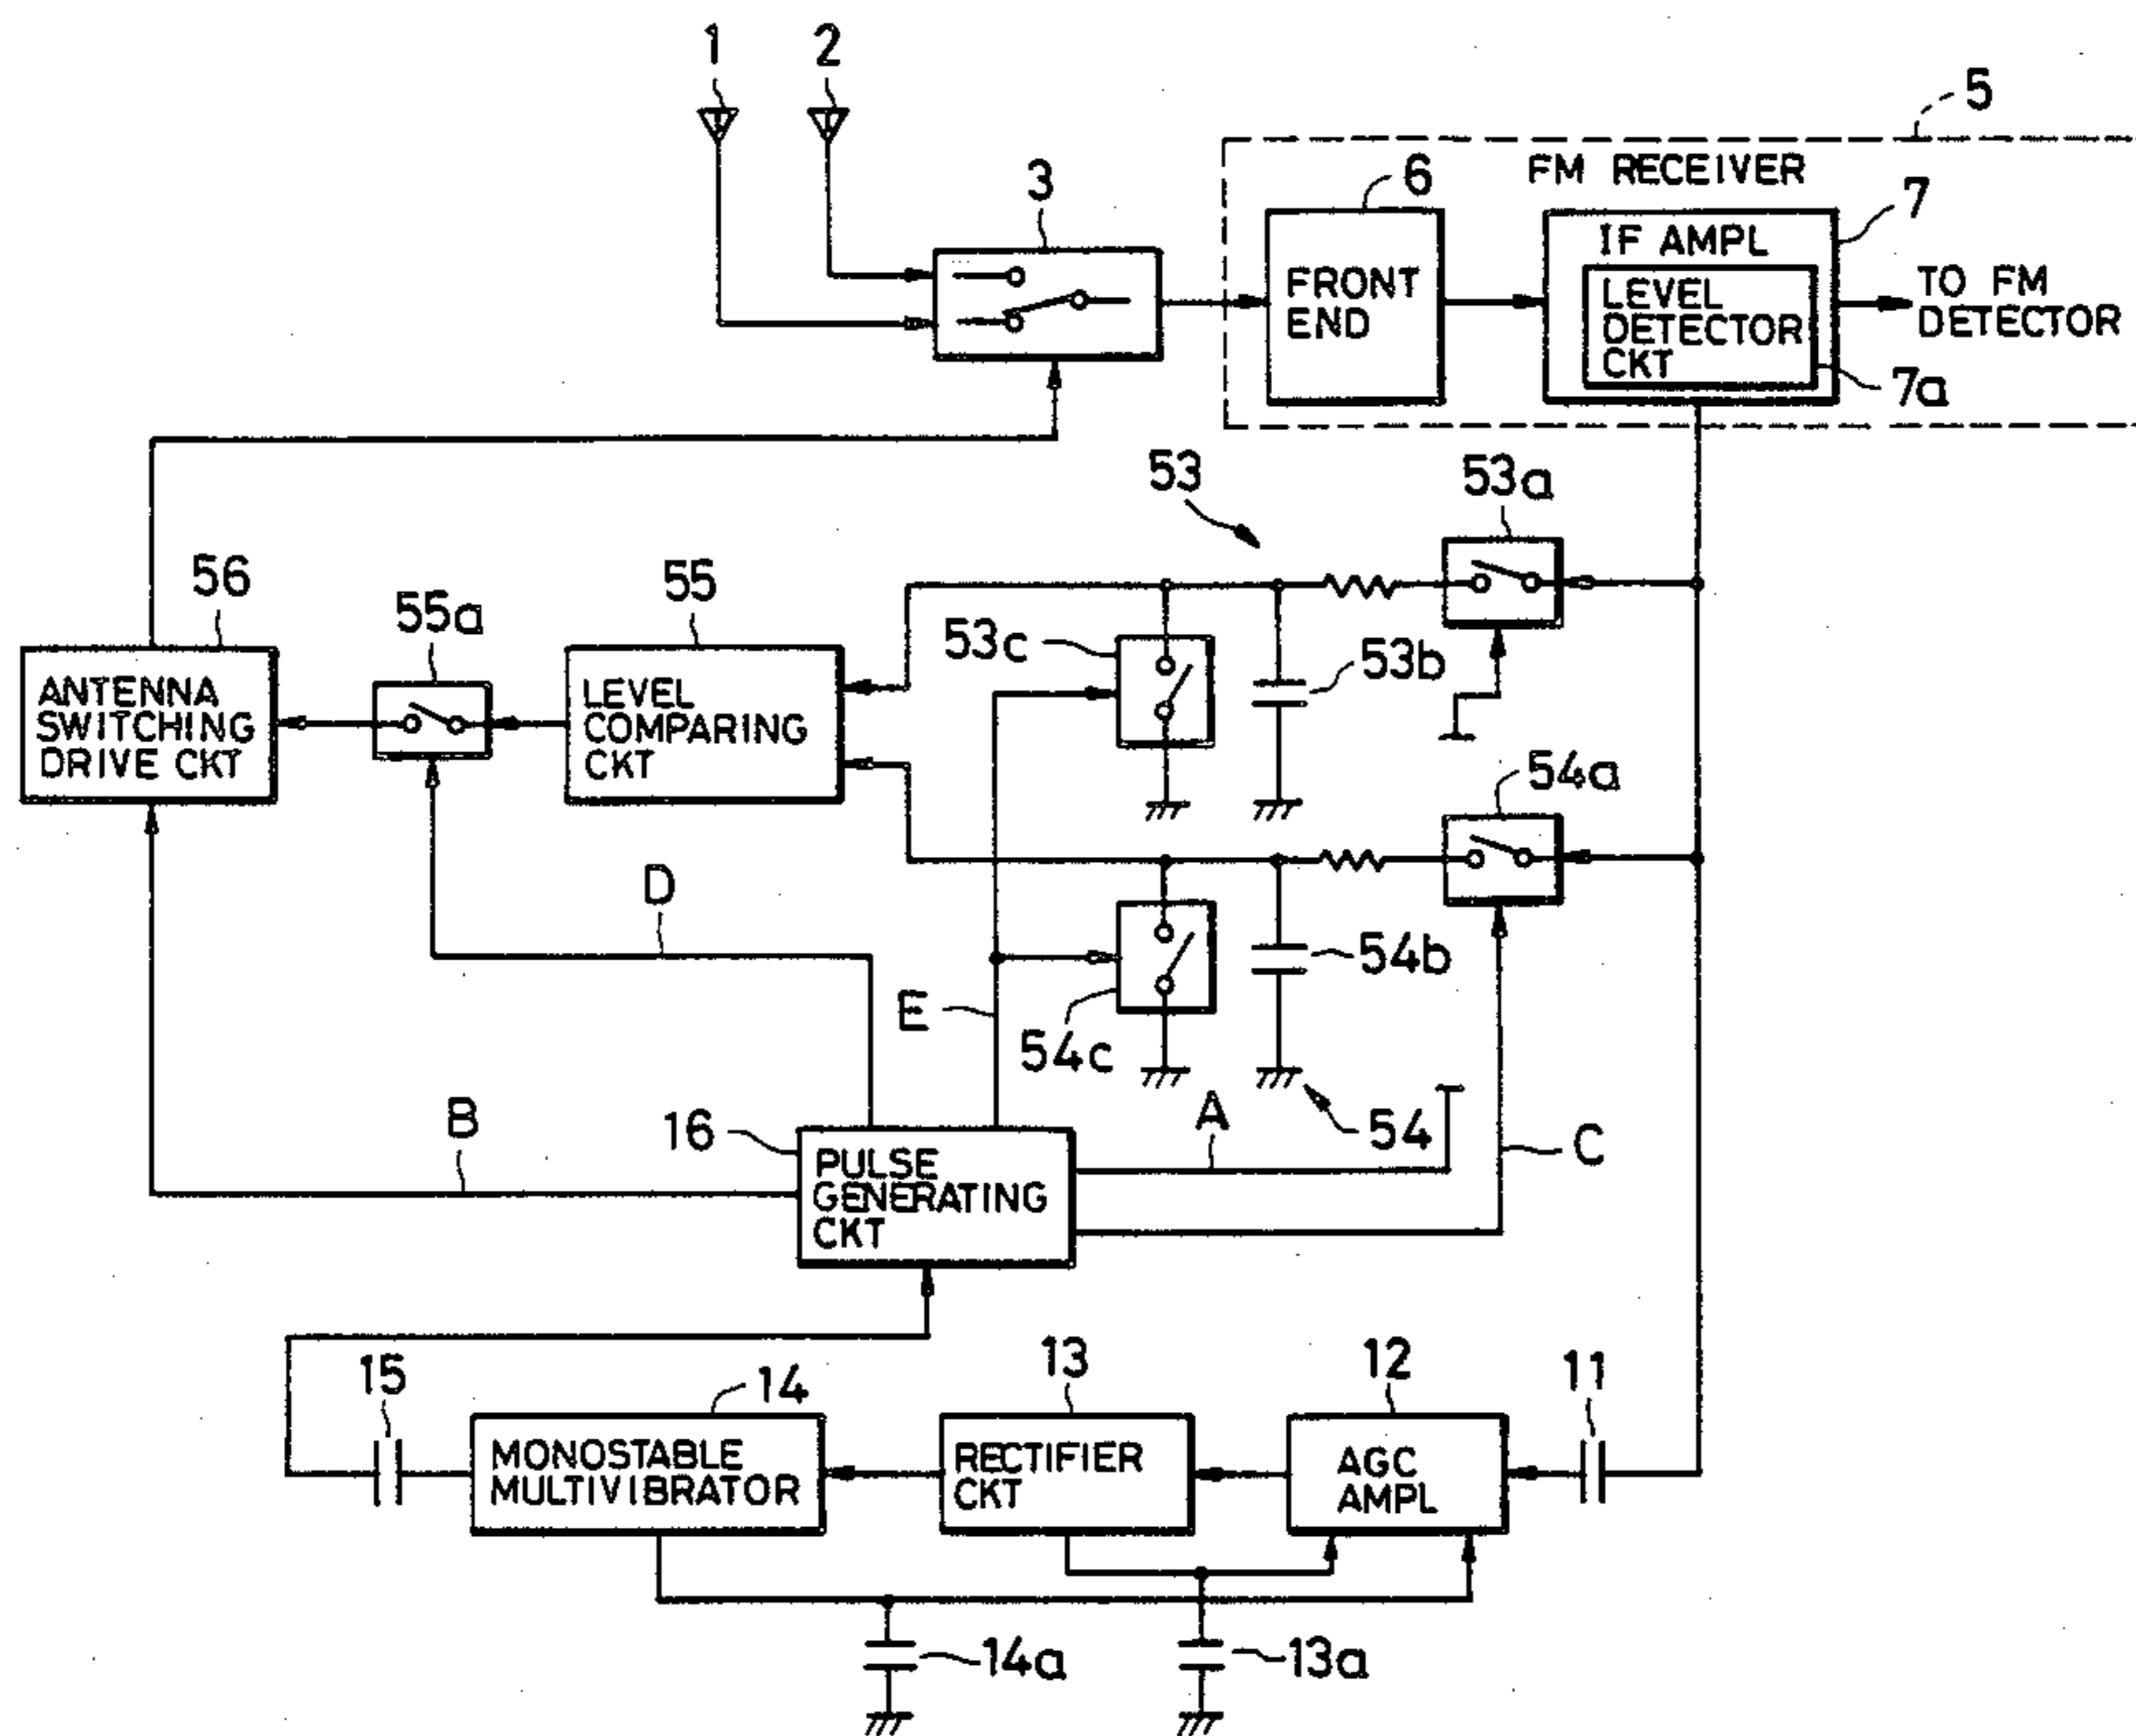 1
2
5
FM RECEIVER
3
6
7
IF AMPL
FRONT
END
LEVEL
DETECTOR
CKT
TO FM
DETECTOR
7a
53
53a
56
55a
55
53c
53b
ANTENNA
SWITCHING
DRIVE CKT
LEVEL
COMPARING
CKT
54a
D
54b
E
54c
B
16
A
54
C
PULSE
GENERATING
CKT
15
14
13
12
11
MONOSTABLE
MULTIVIBRATOR
RECTIFIER
CKT
AGC
AMPL
14a
13a